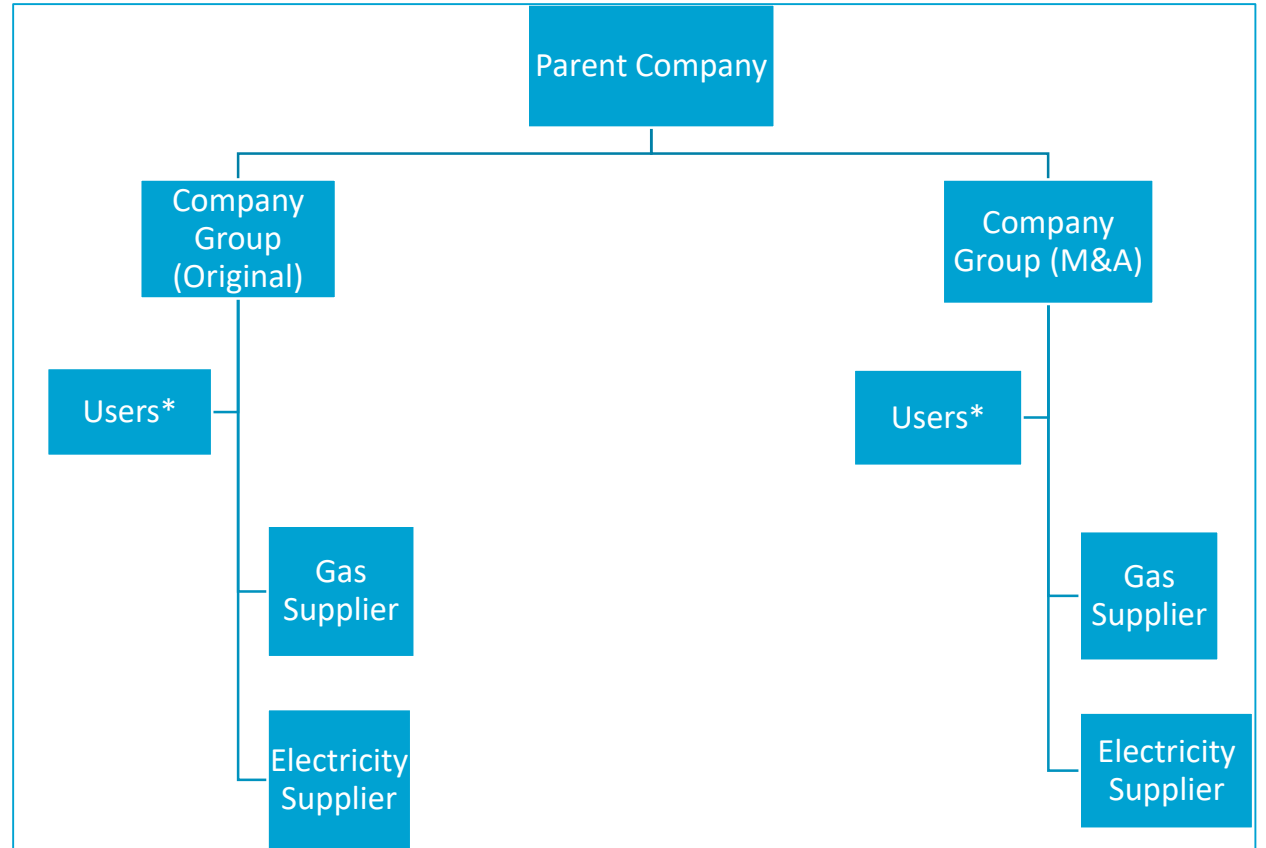 Parent Company
Company
Group
(Original)
Company
Group (M&A)
Users*
Users*
Gas
Supplier
Gas
Supplier
Electricity
Supplier
Electricity
Supplier